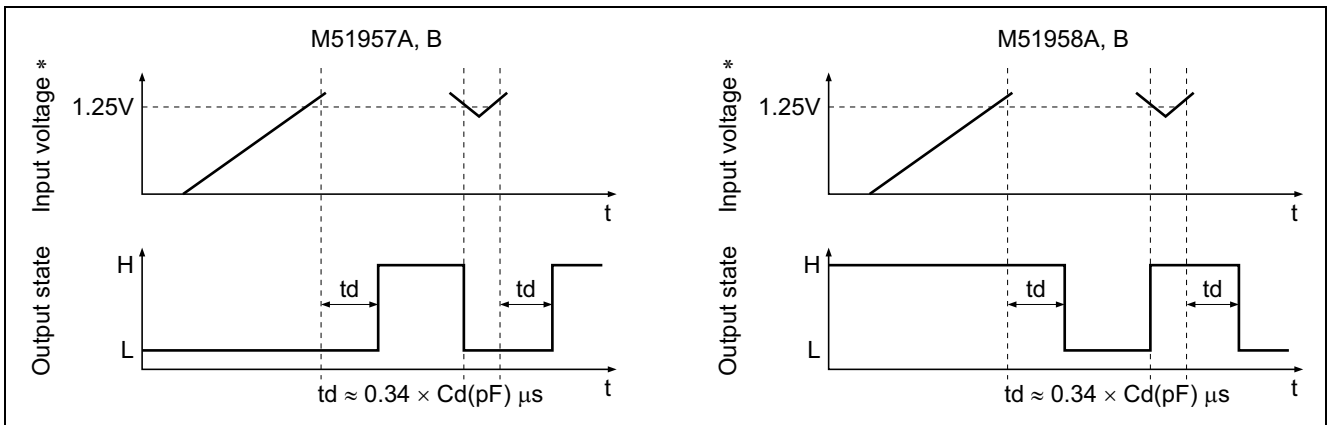 M51957A, B
Input voltage *
1.25V
t
Output state
H
L
td
td
t
td ≈ 0.34 × Cd(pF) μs
M51958A, B
Input voltage *
1.25V
t
Output state
H
L
td
td
t
td ≈ 0.34 × Cd(pF) μs